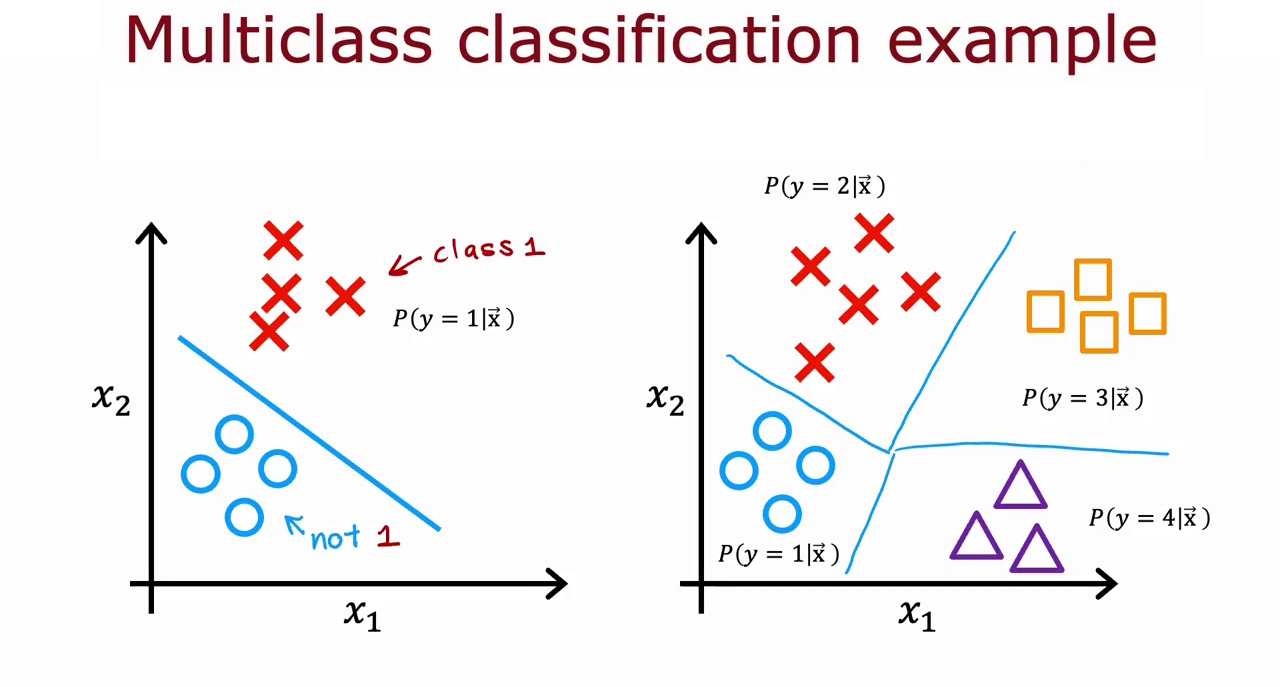 Multiclass classification example
class 1
P(y = 1|x⃗ )
x₂
not 1
x₁
P(y = 2|x⃗ )
x₂
P(y = 3|x⃗ )
P(y = 4|x⃗ )
P(y = 1|x⃗ )
x₁